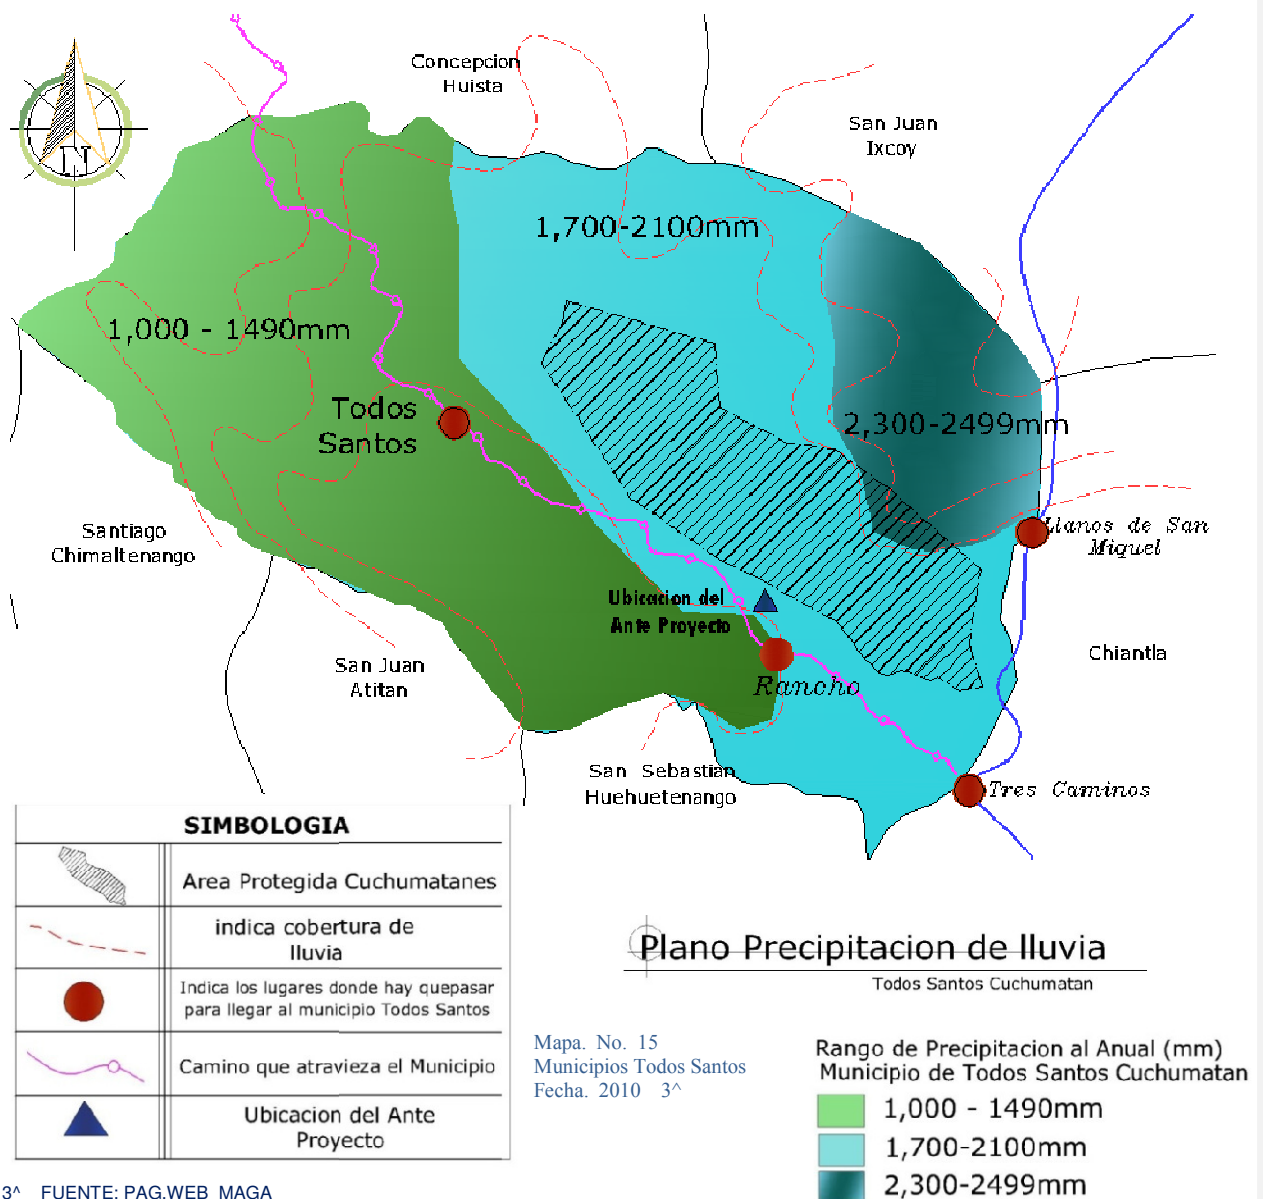 Concepcion
Huista
San Juan
Ixcoy
N
1,700-2100mm
1,000 - 1490mm
Todos
Santos
2,300-2499mm
Santiago
Chimaltenango
Llanos de San
Miquel
Ubicacion del
Ante Proyecto
San Juan
Atitan
Rancho
Chiantla
San Sebastian
Huehuetenango
Tres Caminos
SIMBOLOGIA
Area Protegida Cuchumatanes
indica cobertura de
lluvia
Indica los lugares donde hay quepasar
para llegar al municipio Todos Santos
Camino que atravieza el Municipio
Ubicacion del Ante
Proyecto
Plano Precipitacion de lluvia
Todos Santos Cuchumatan
Mapa. No. 15
Municipios Todos Santos
Fecha. 2010 3^
Rango de Precipitacion al Anual (mm)
Municipio de Todos Santos Cuchumatan
1,000 - 1490mm
1,700-2100mm
2,300-2499mm
3^ FUENTE: PAG.WEB MAGA